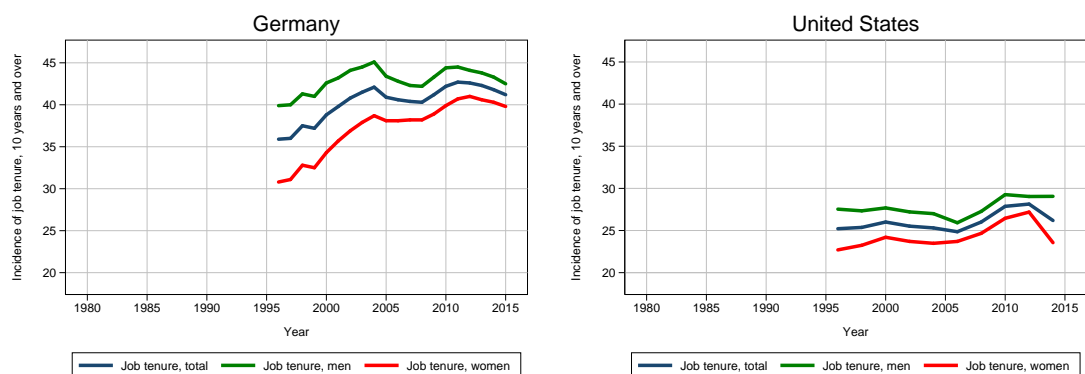 Germany
Incidence of job tenure, 10 years and over
45
40
35
30
25
20
1980 1985 1990 1995 2000 2005 2010 2015
Year
Job tenure, total Job tenure, men Job tenure, women
United States
Incidence of job tenure, 10 years and over
45
40
35
30
25
20
1980 1985 1990 1995 2000 2005 2010 2015
Year
Job tenure, total Job tenure, men Job tenure, women